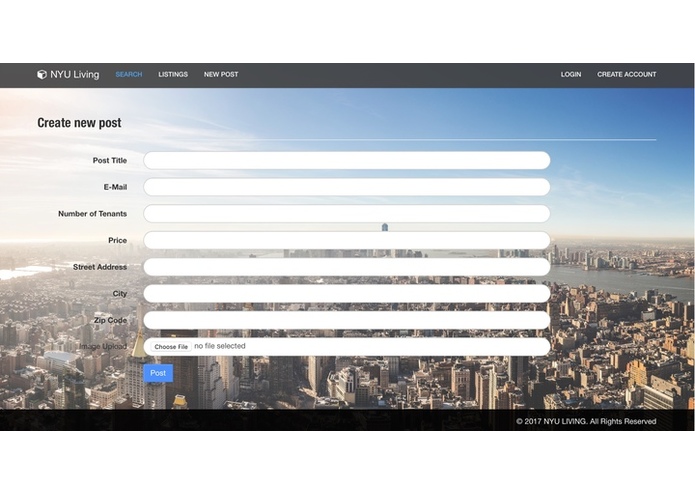 NYU Living SEARCH LISTINGS NEW POST LOGIN CREATE ACCOUNT
Create new post
Post Title
E-Mail
Number of Tenants
Price
Street Address
City
Zip Code
Image Upload Choose File no file selected
Post
© 2017 NYU LIVING. All Rights Reserved